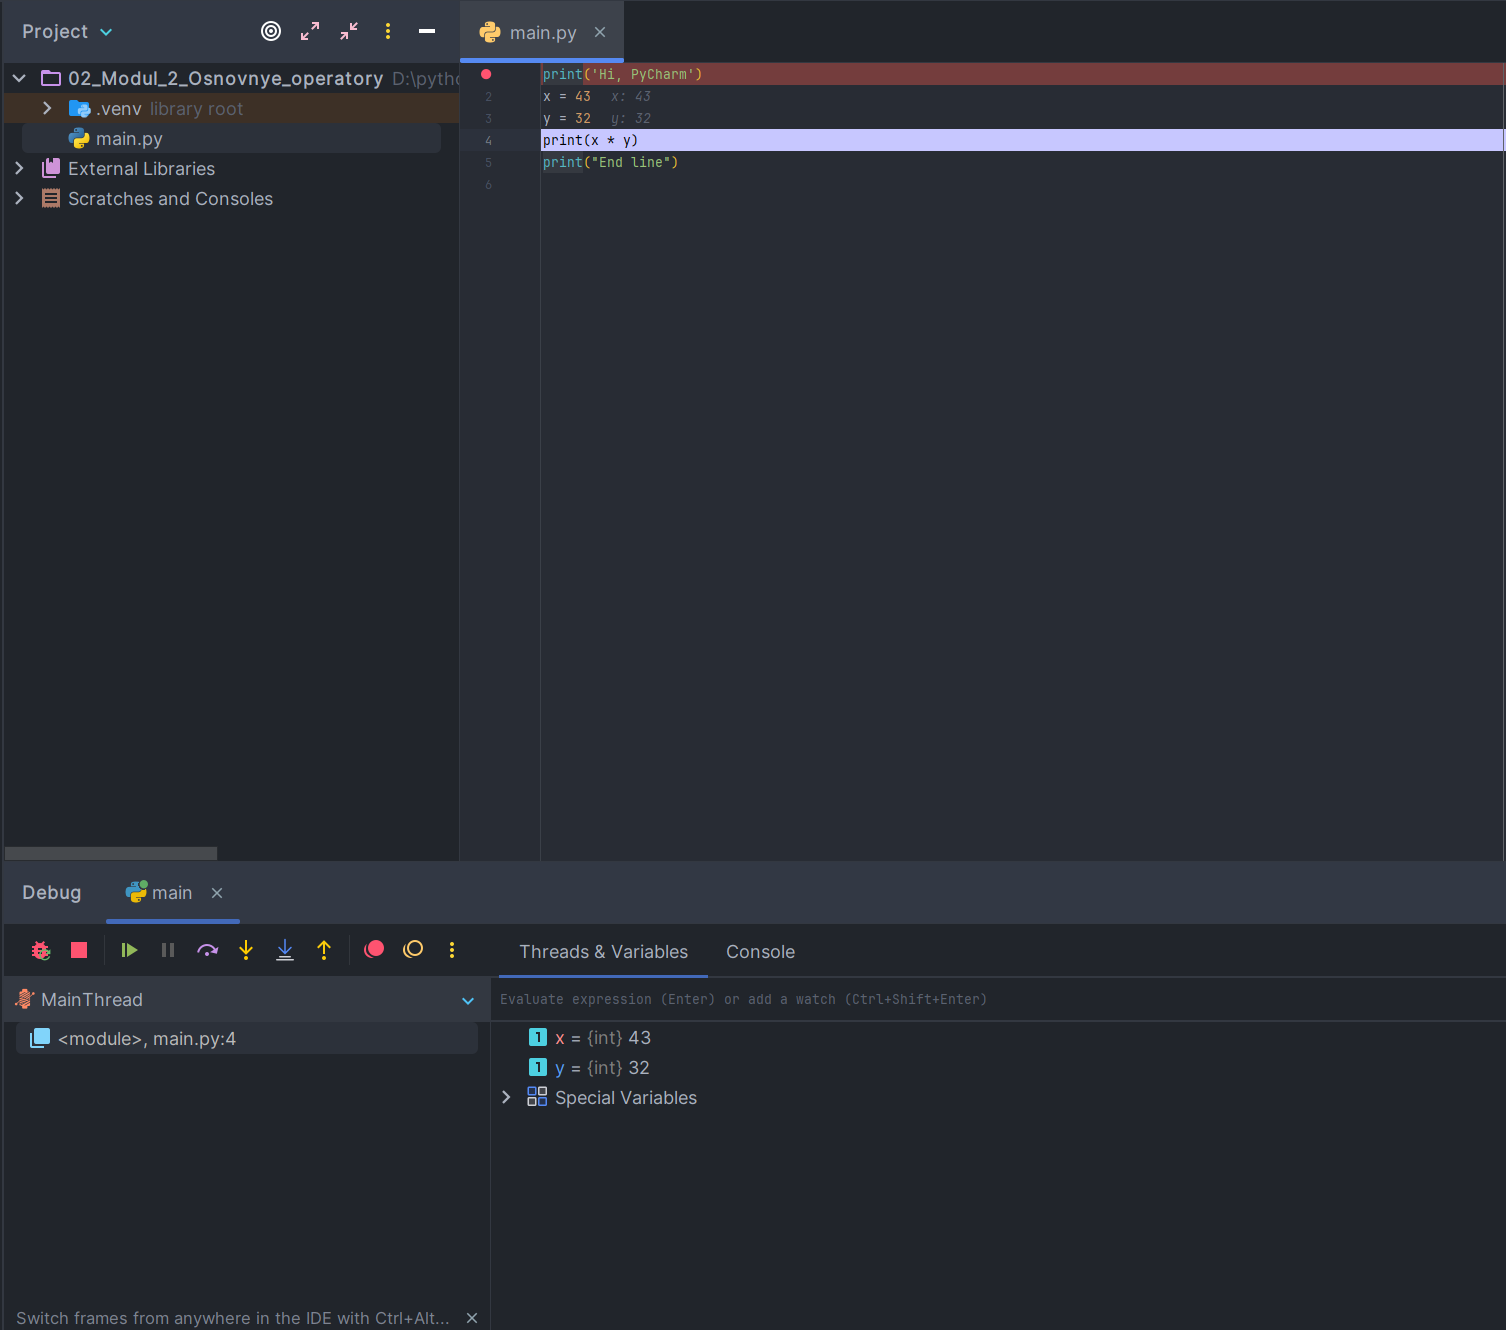 Project
02_Modul_2_Osnovnye_operatory D:\pytho
.venv library root
main.py
External Libraries
Scratches and Consoles
main.py
print('Hi, PyCharm')
2 x = 43 x: 43
3 y = 32 y: 32
4 print(x * y)
5 print("End line")
6
Debug main
Threads & Variables Console
MainThread
Evaluate expression (Enter) or add a watch (Ctrl+Shift+Enter)
<module>, main.py:4
1 x = {int} 43
1 y = {int} 32
Special Variables
Switch frames from anywhere in the IDE with Ctrl+Alt...